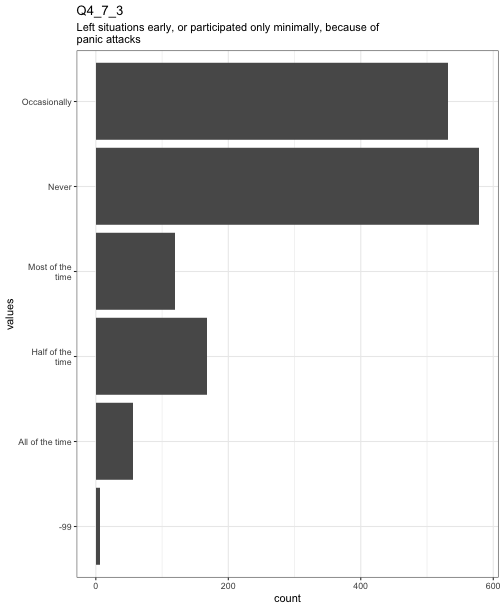 Q4_7_3
Left situations early, or participated only minimally, because of
panic attacks
Occasionally
Never
Most of the
time
Half of the
time
All of the time
-99
values
0
200
400
600
count